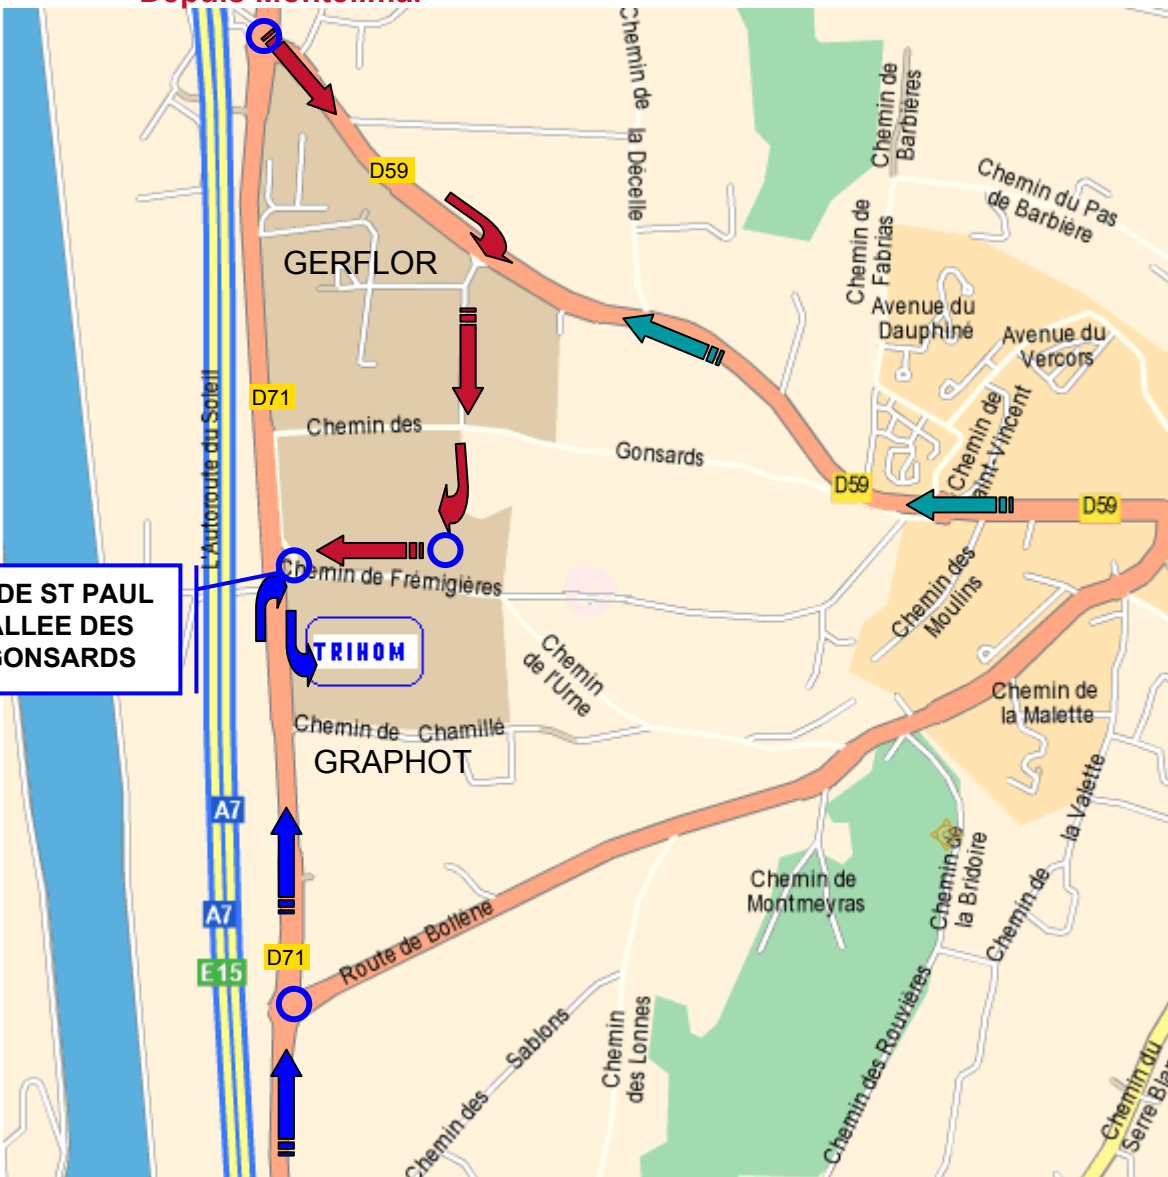 Depuis Montélimar
Chemin de
la Décelle
Chemin de
Barbières
D59
Chemin du Pas
de Barbière
Chemin de
Fabrias
GERFLOR
Avenue du
Dauphiné
Avenue du
Vercors
L'Autoroute du Soleil
D71
Chemin des
Gonsards
Chemin de
aint-Vincent
D59
D59
DE ST PAUL
ALLEE DES
GONSARDS
Chemin de Frémigières
Chemin des
Moulins
TRIHOM
Chemin
de l'Urne
Chemin de
la Malette
Chemin de Chamillé
GRAPHOT
la Valette
A7
Chemin de
la Bridoire
Chemin de
Montmeyras
Chemin de
A7
Route de Bollène
D71
E15
Chemin des Rouvières
Sablons
Chemin
des Lonnes
Chemin des
Chemin du
Serre Blan